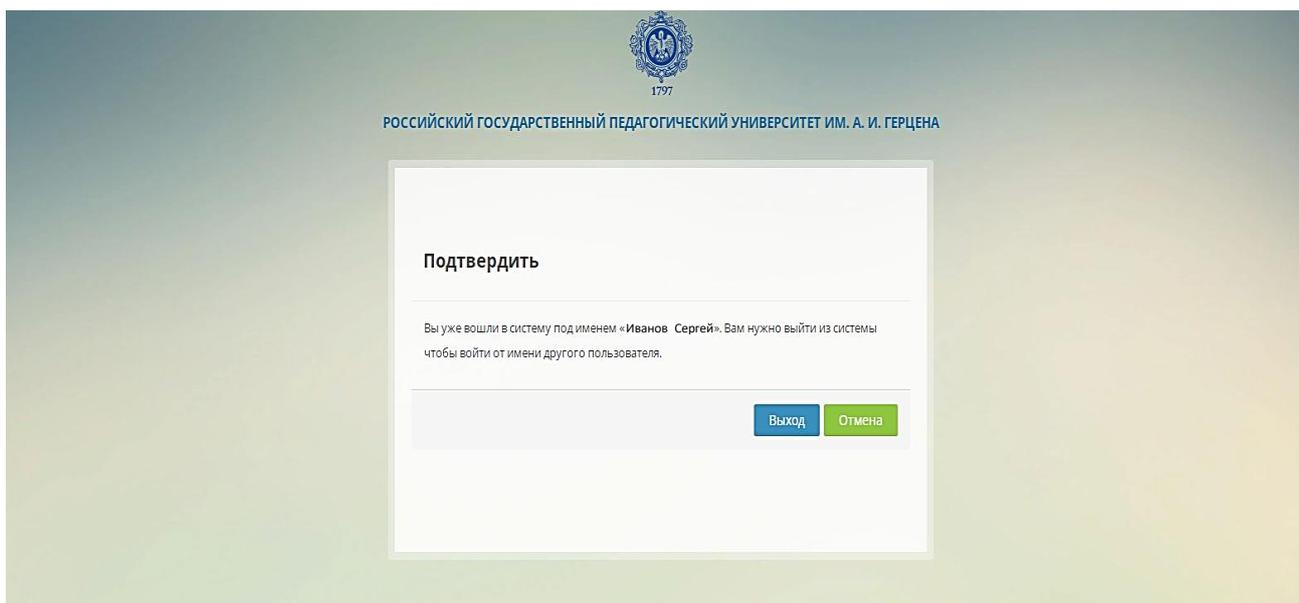 1797
РОССИЙСКИЙ ГОСУДАРСТВЕННЫЙ ПЕДАГОГИЧЕСКИЙ УНИВЕРСИТЕТ ИМ. А. И. ГЕРЦЕНА
Подтвердить
Вы уже вошли в систему под именем «Иванов Сергей». Вам нужно выйти из системы
чтобы войти от имени другого пользователя.
Выход Отмена